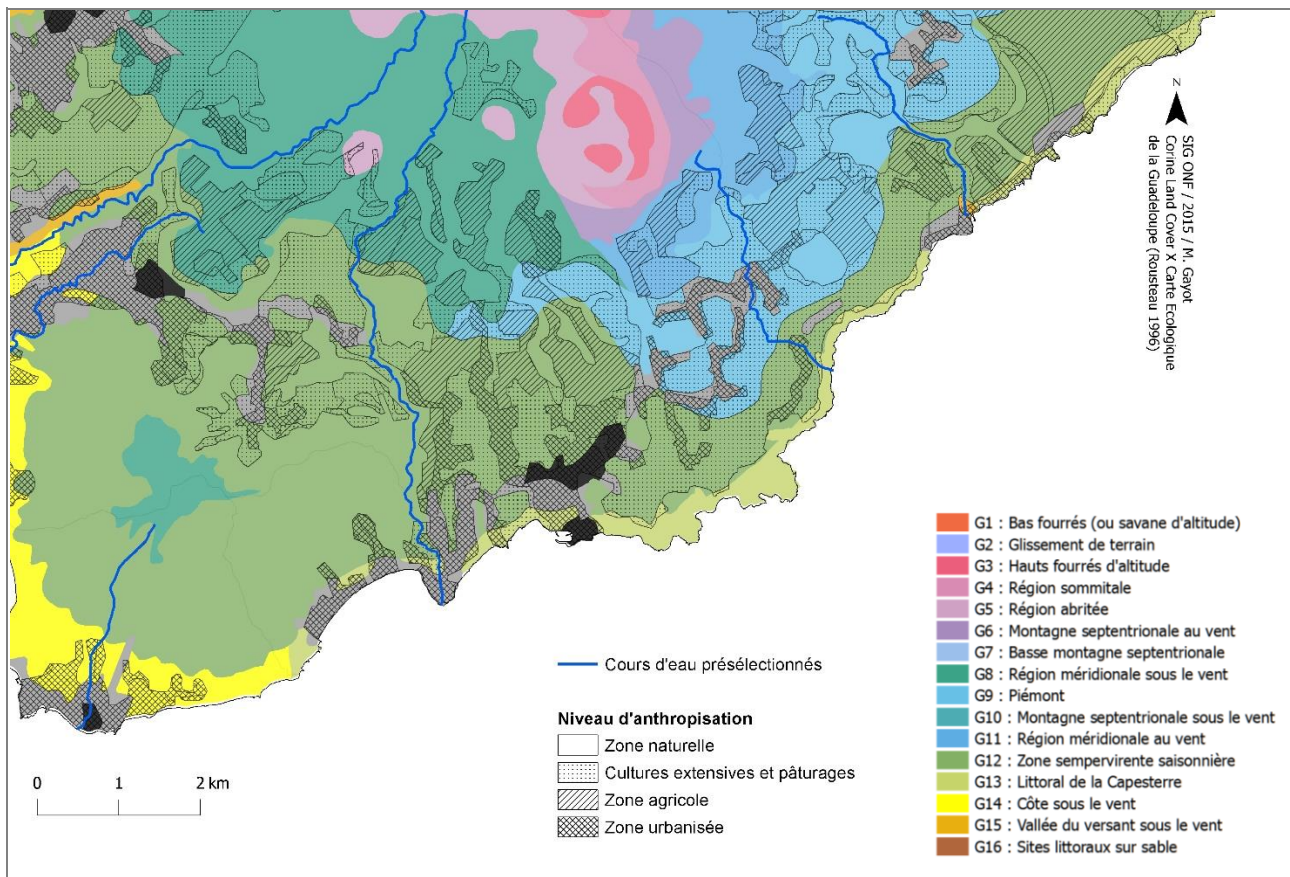 N
SIG ONF / 2015 / M. Gayot
Corine Land Cover X Carte Ecologique
de la Guadeloupe (Rousteau 1996)
G1 : Bas fourrés (ou savane d'altitude)
G2 : Glissement de terrain
G3 : Hauts fourrés d'altitude
G4 : Région sommitale
G5 : Région abritée
G6 : Montagne septentrionale au vent
G7 : Basse montagne septentrionale
G8 : Région méridionale sous le vent
G9 : Piémont
G10 : Montagne septentrionale sous le vent
G11 : Région méridionale au vent
G12 : Zone sempervirente saisonnière
G13 : Littoral de la Capesterre
G14 : Côte sous le vent
G15 : Vallée du versant sous le vent
G16 : Sites littoraux sur sable
Cours d'eau présélectionnés
Niveau d'anthropisation
Zone naturelle
Cultures extensives et pâturages
Zone agricole
Zone urbanisée
0 1 2 km